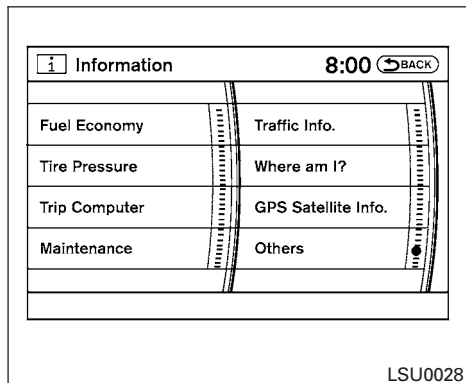 i Information 8:00 BACK
Fuel Economy Traffic Info.
Tire Pressure Where am I?
Trip Computer GPS Satellite Info.
Maintenance Others
LSU0028